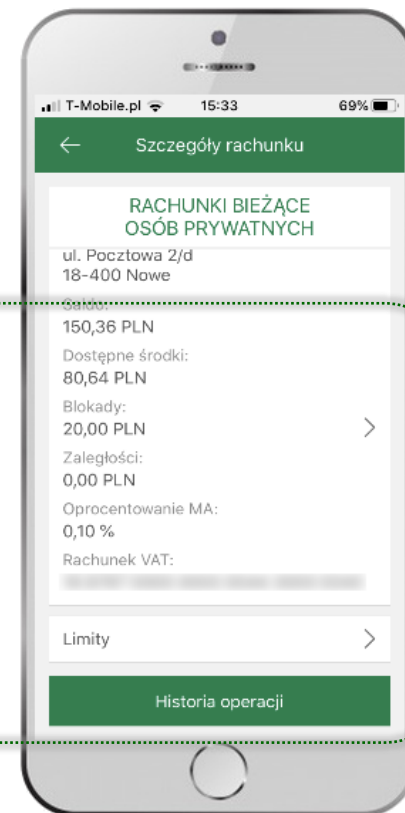 T-Mobile.pl 15:33 69%
Szczegóły rachunku
RACHUNKI BIEŻĄCE
OSÓB PRYWATNYCH
ul. Pocztowa 2/d
18-400 Nowe
Saldo:
150,36 PLN
Dostępne środki:
80,64 PLN
Blokady:
20,00 PLN
Zaległości:
0,00 PLN
Oprocentowanie MA:
0,10 %
Rachunek VAT:
Limity
Historia operacji